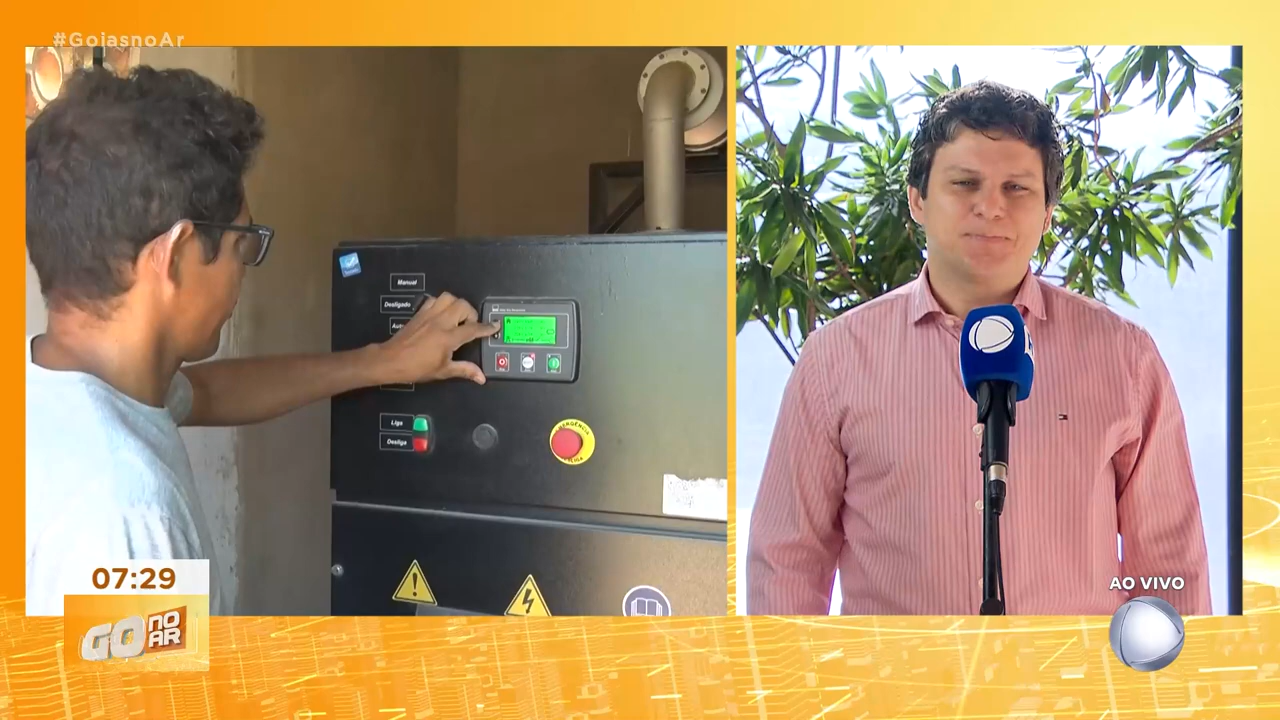 #GoiasnoAr
Manual
Desligado
Liga
Desliga
EMERGÊNCIA
07:29
GO NO AR
AO VIVO